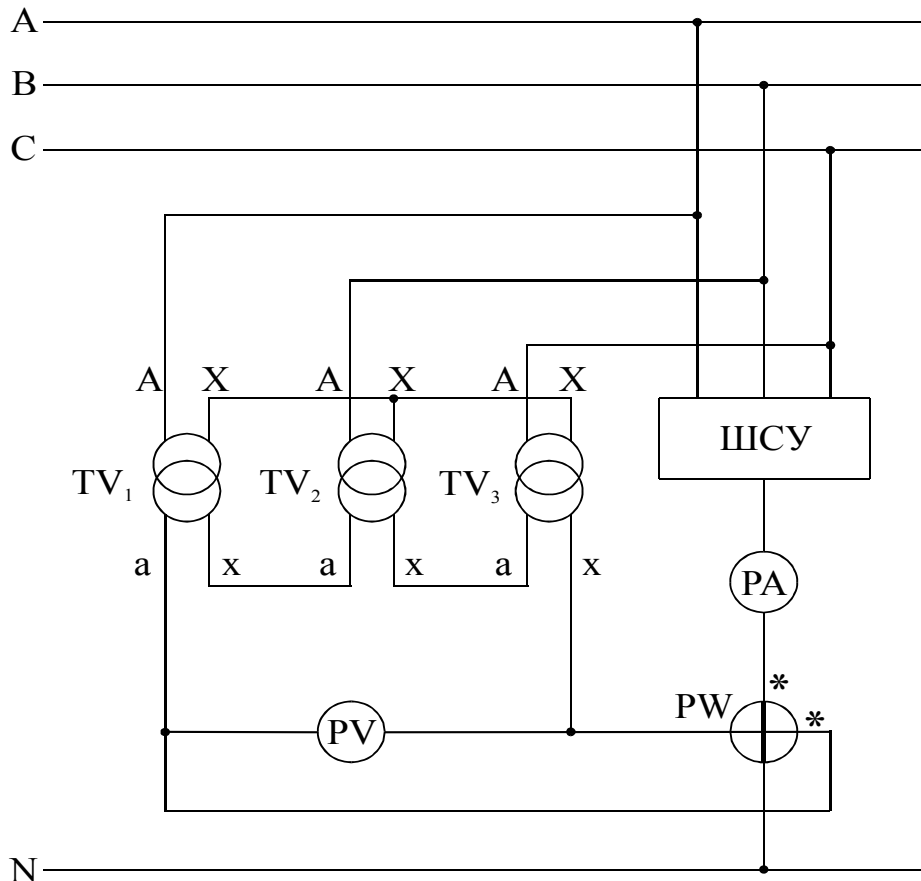 A
B
C
A X A X A X
ШСУ
TV₁ TV₂ TV₃
a x a x a x
PA
*
PW *
PV
N